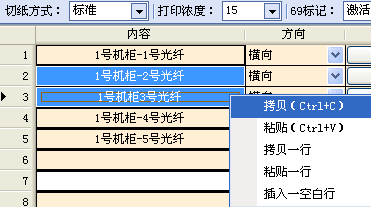 切纸方式: 标准 打印浓度: 15 69标记: 激活
内容 方向
1 1号机柜-1号光纤 横向
2 1号机柜-2号光纤 横向
3 1号机柜3号光纤
拷贝(Ctrl+C)
4 1号机柜-4号光纤
粘贴(Ctrl+V)
5 1号机柜-5号光纤
拷贝一行
6
粘贴一行
7
插入一空白行
8